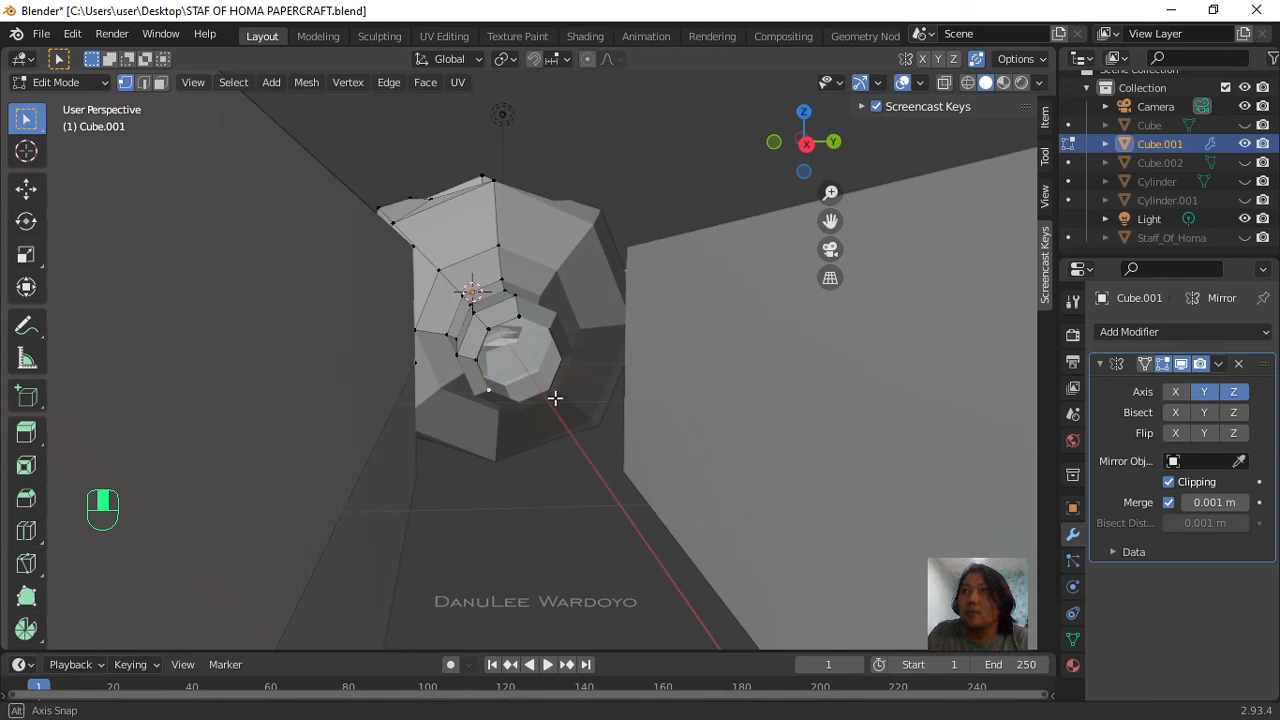 Blender* [C:\Users\user\Desktop\STAF OF HOMA PAPERCRAFT.blend]
File Edit Render Window Help Layout Modeling Sculpting UV Editing Texture Paint Shading Animation Rendering Compositing Geometry Nod Scene View Layer
Global X Y Z Options
Edit Mode View Select Add Mesh Vertex Edge Face UV
User Perspective
(1) Cube.001
Screencast Keys
Z
Y
X
Item
Tool
View
Screencast Keys
Scene Collection
Collection
Camera
Cube
Cube.001
Cube.002
Cylinder
Cylinder.001
Light
Staff_Of_Homa
Cube.001 Mirror
Add Modifier
Axis X Y Z
Bisect X Y Z
Flip X Y Z
Mirror Obj...
Clipping
Merge 0.001 m
Bisect Dist... 0.001 m
Data
DanuLee Wardoyo
Playback Keying View Marker 1 Start 1 End 250
1 20 40 60 80 100 120 140 160 180 200 220 240
Alt Axis Snap 2.93.4